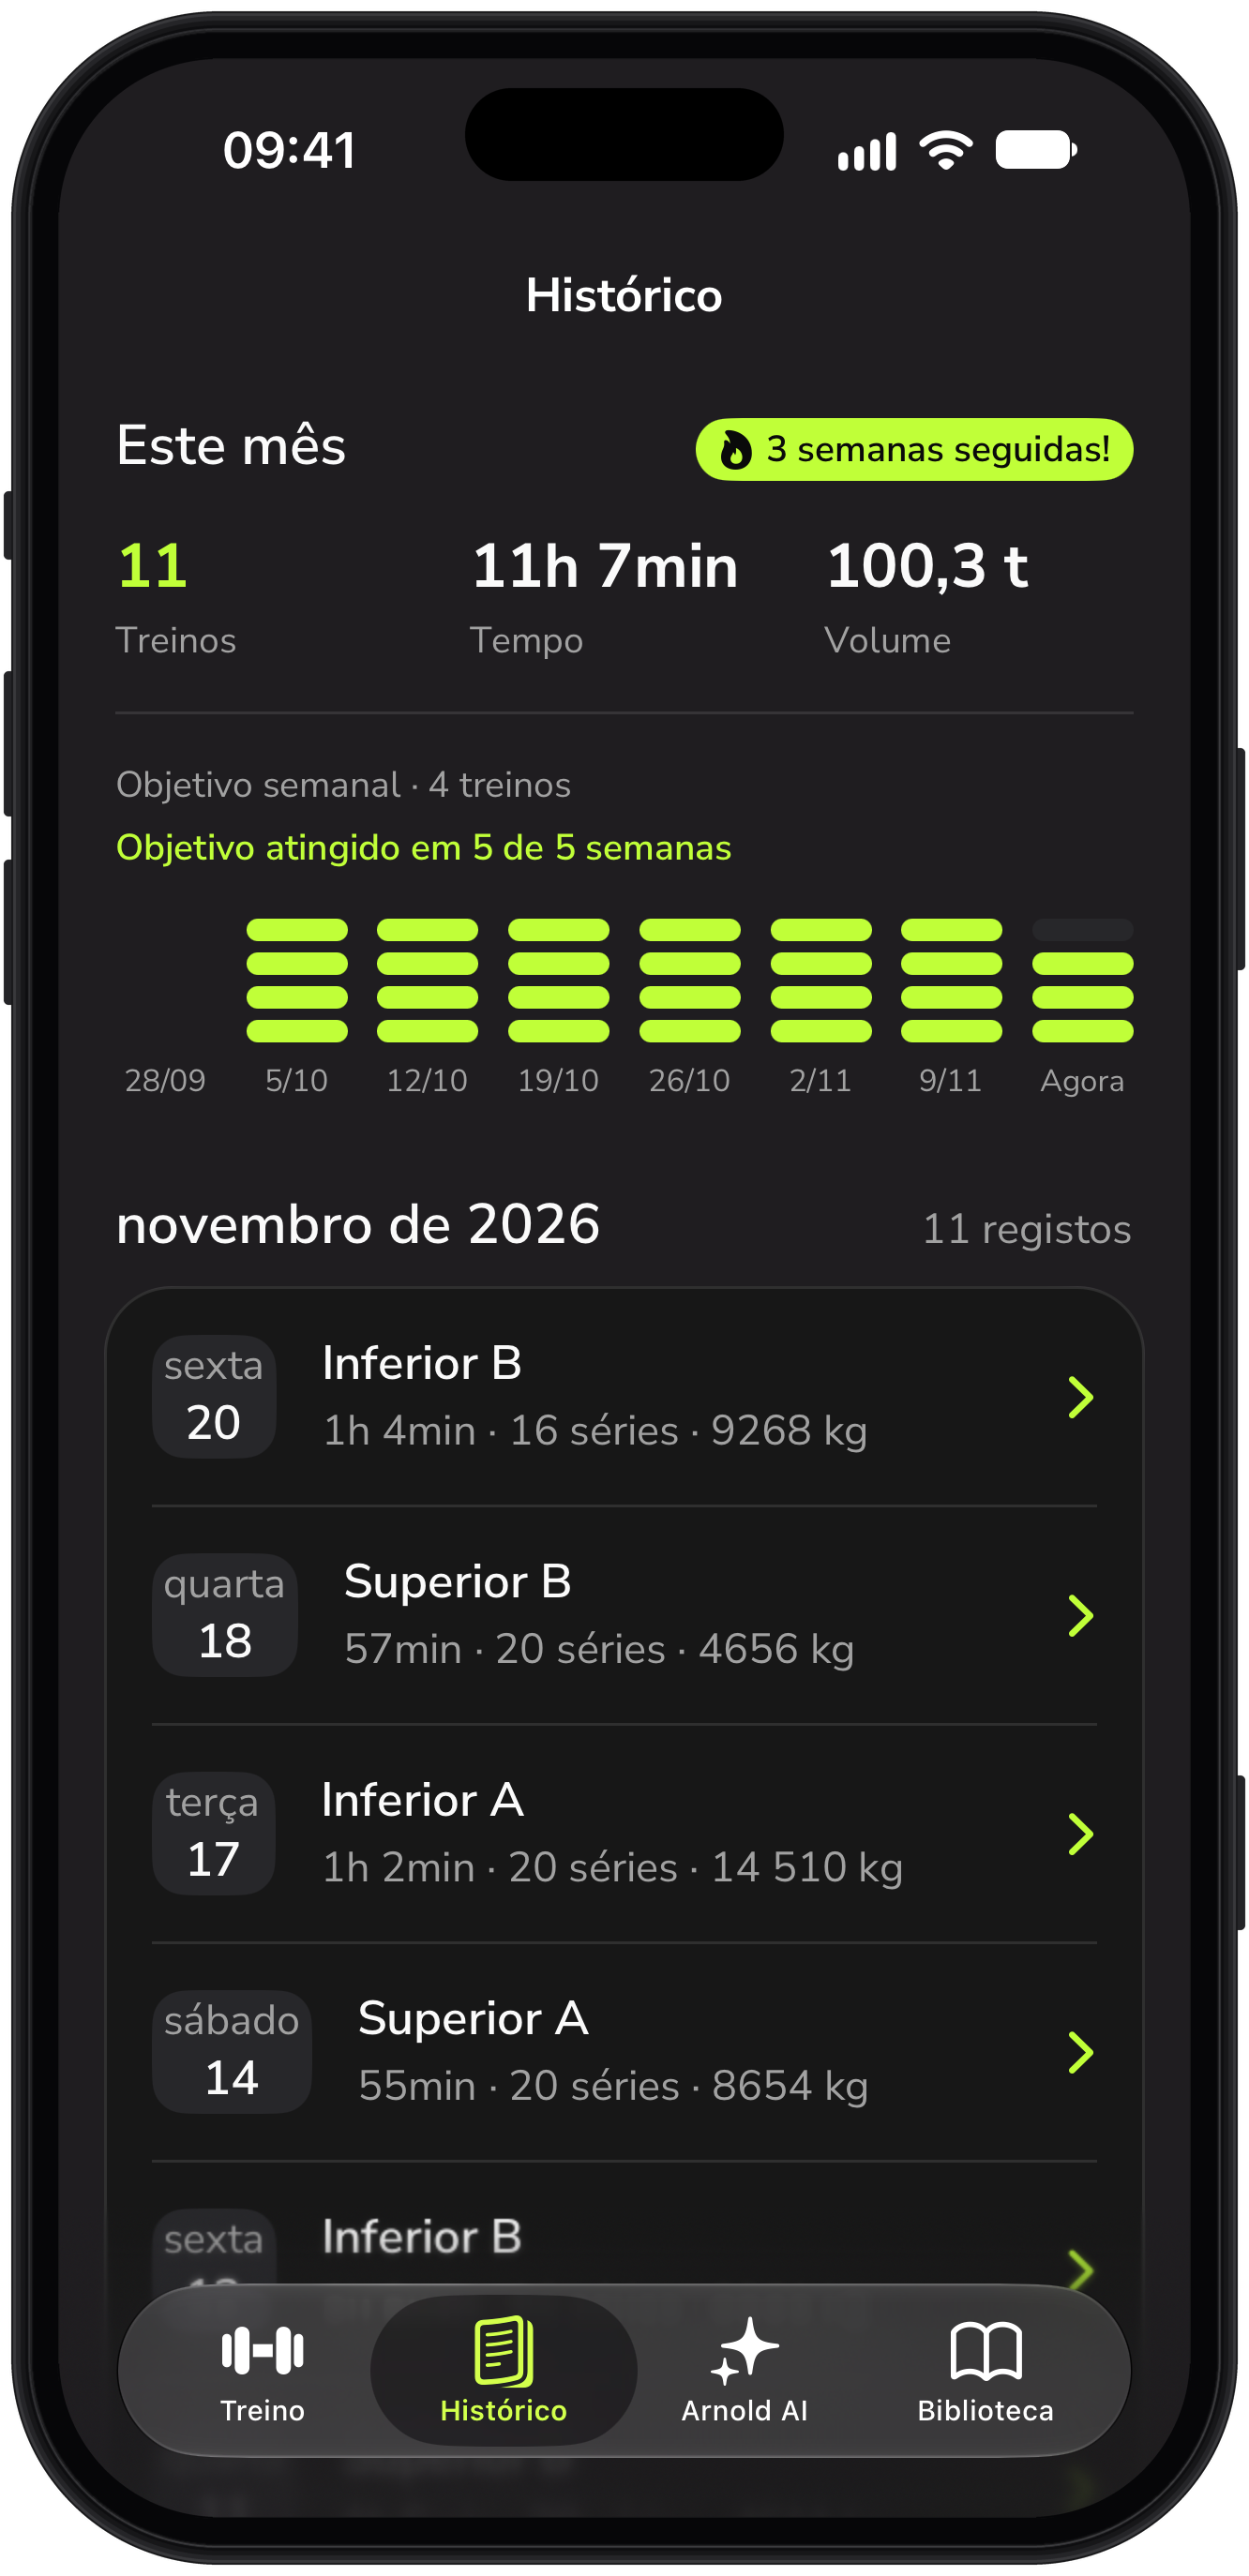 09:41
Histórico
Este mês
3 semanas seguidas!
11
11h 7min
100,3 t
Treinos
Tempo
Volume
Objetivo semanal · 4 treinos
Objetivo atingido em 5 de 5 semanas
28/09
5/10
12/10
19/10
26/10
2/11
9/11
Agora
novembro de 2026
11 registos
sexta
20
Inferior B
1h 4min · 16 séries · 9268 kg
quarta
18
Superior B
57min · 20 séries · 4656 kg
terça
17
Inferior A
1h 2min · 20 séries · 14 510 kg
sábado
14
Superior A
55min · 20 séries · 8654 kg
sexta
Inferior B
Treino
Histórico
Arnold AI
Biblioteca